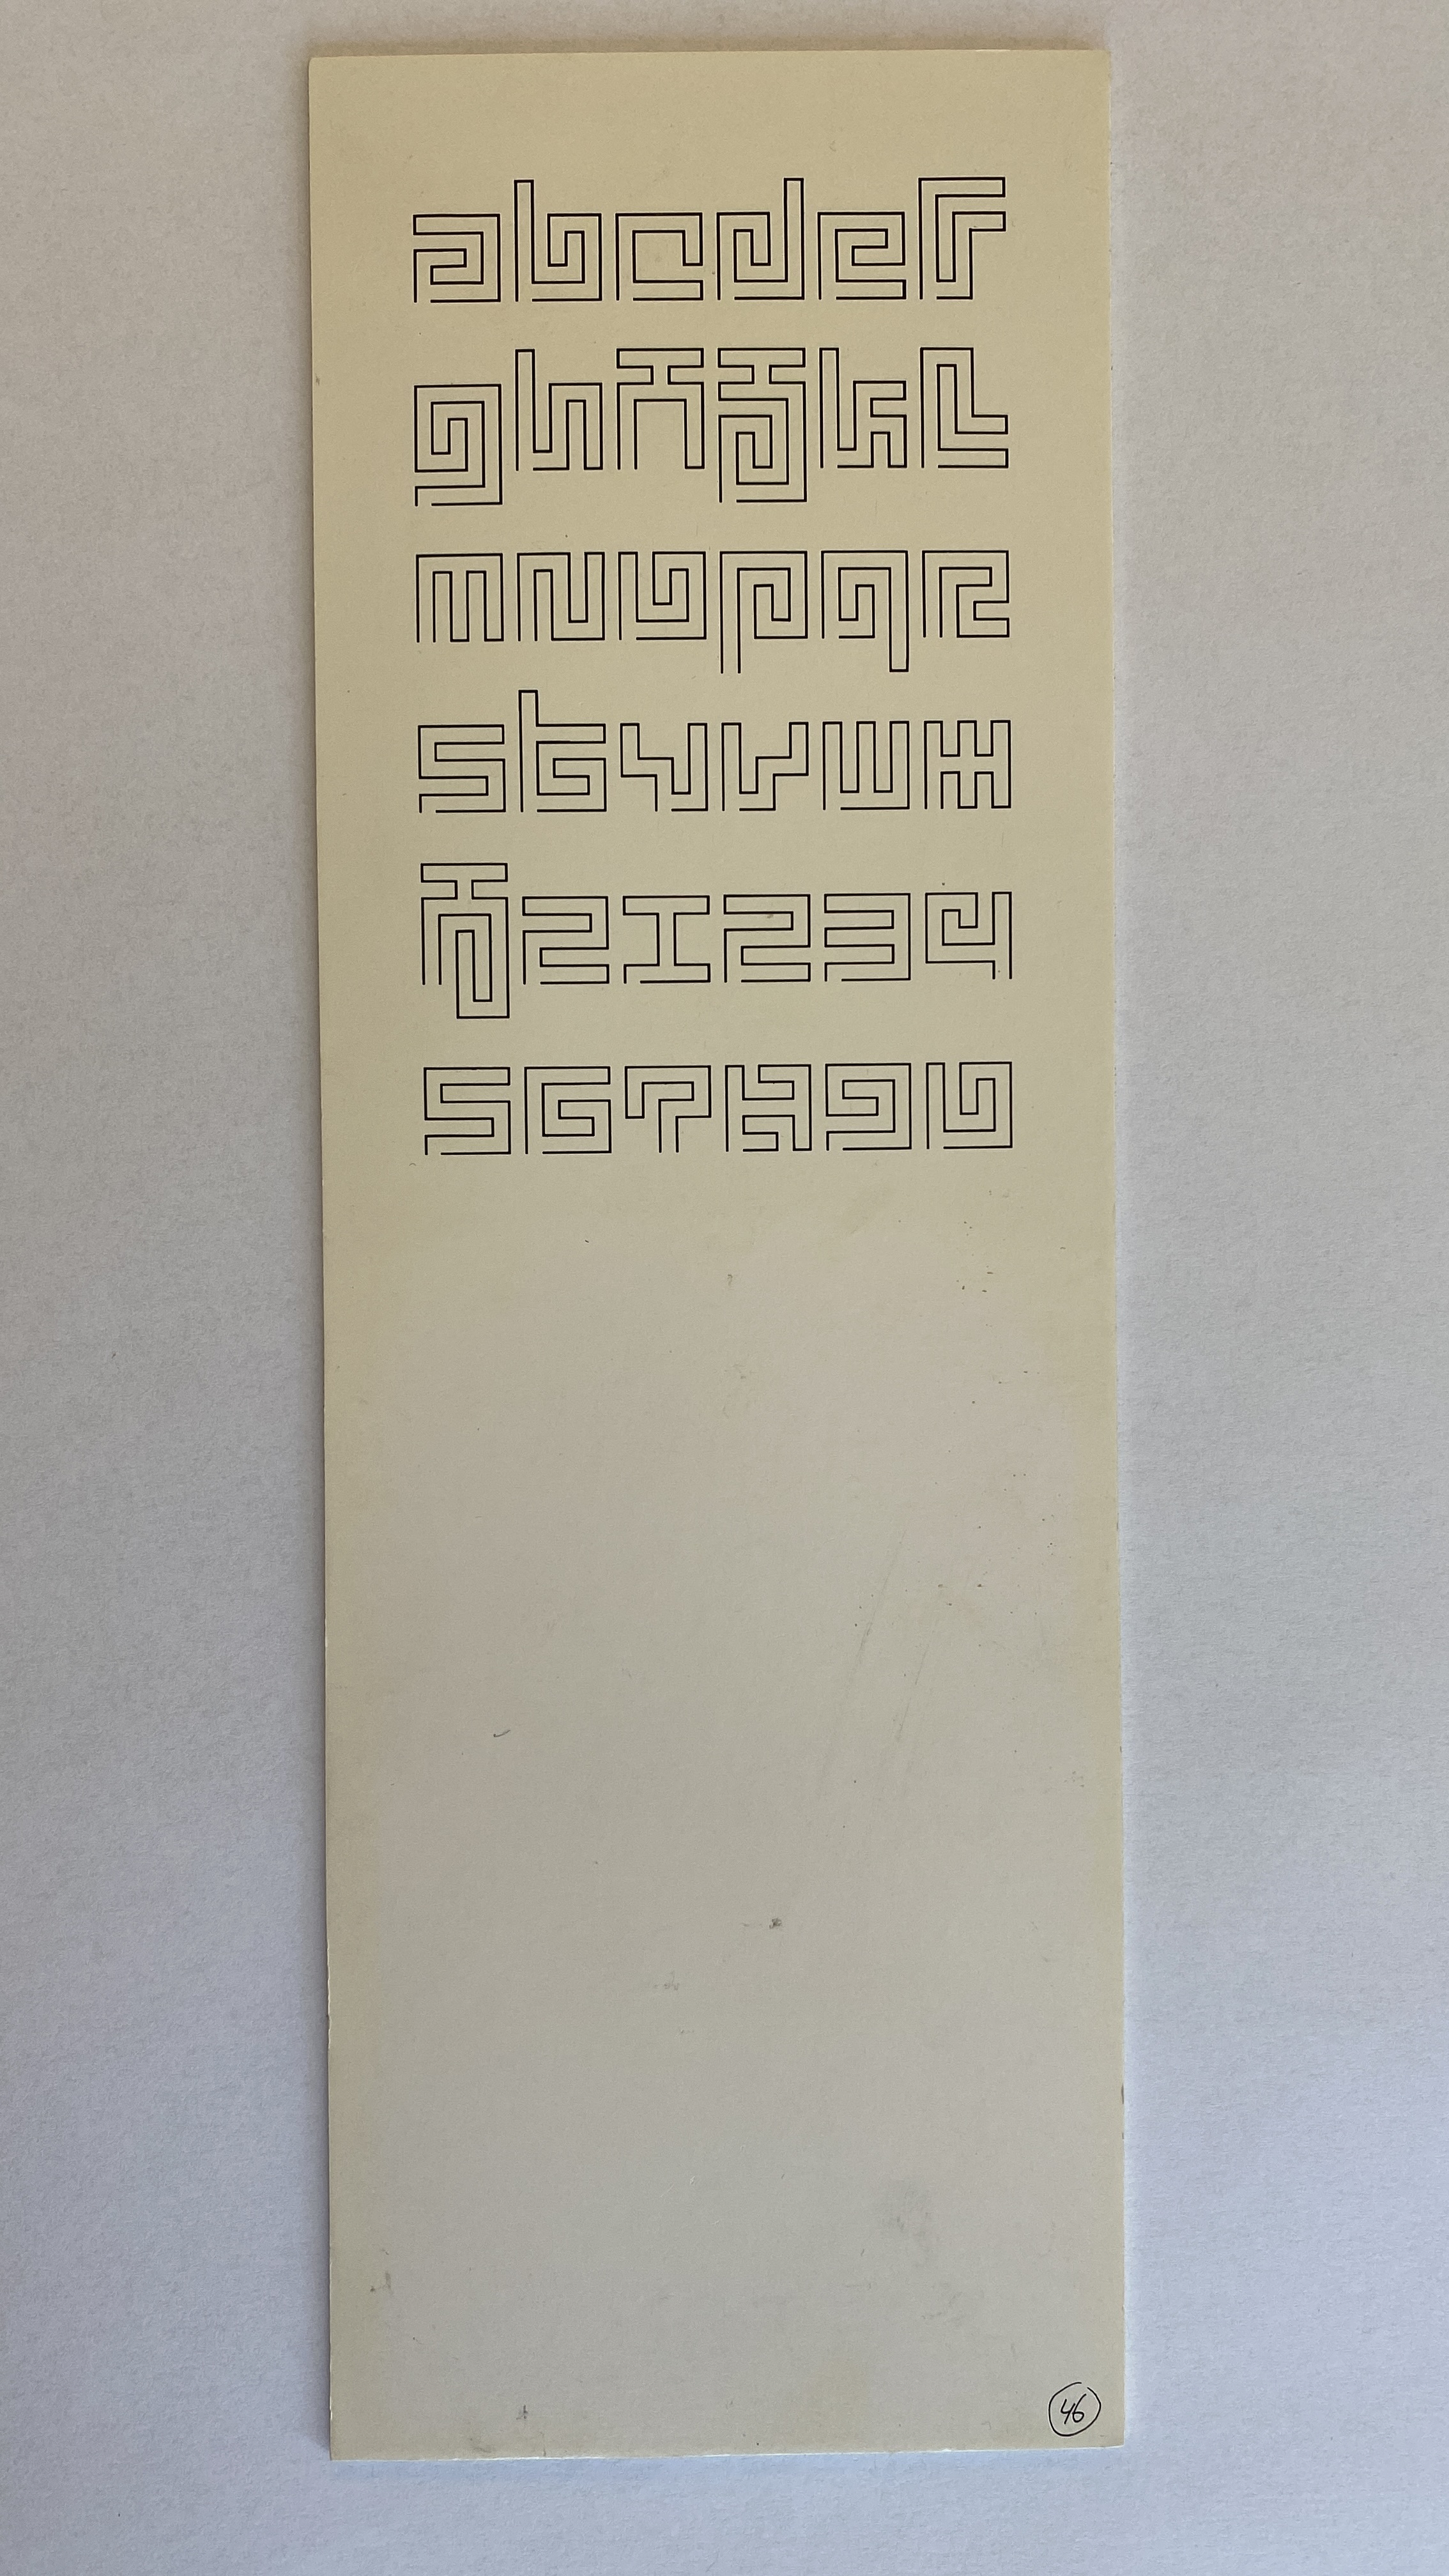 abcdef
ghijkl
mnopqr
stuvwx
yz1234
567890
46